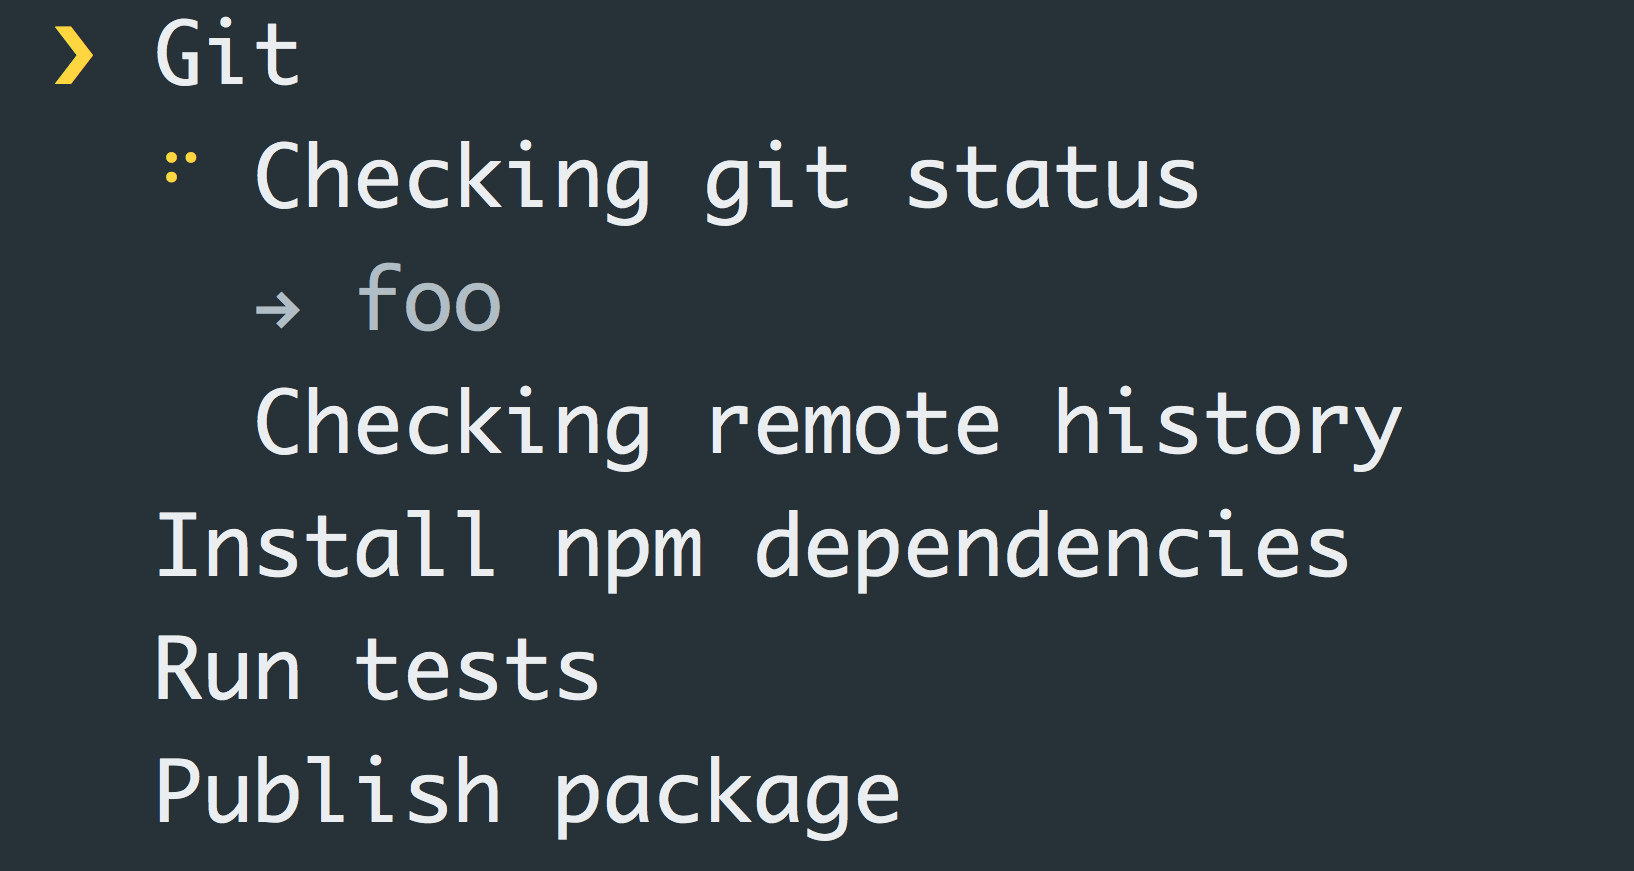 ❯ Git
⠋ Checking git status
→ foo
Checking remote history
Install npm dependencies
Run tests
Publish package